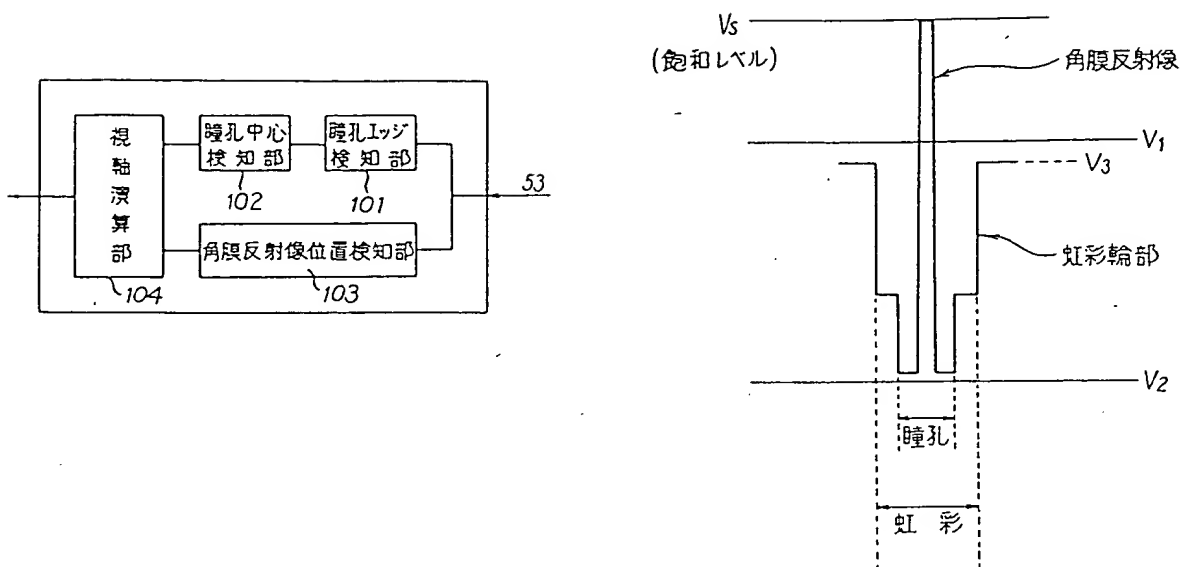 視軸演算部
瞳孔中心
検知部
瞳孔エッジ
検知部
102
101
角膜反射像位置検知部
103
104
53
Vs
(飽和レベル)
角膜反射像
V1
V3
虹彩輪部
V2
瞳孔
虹彩